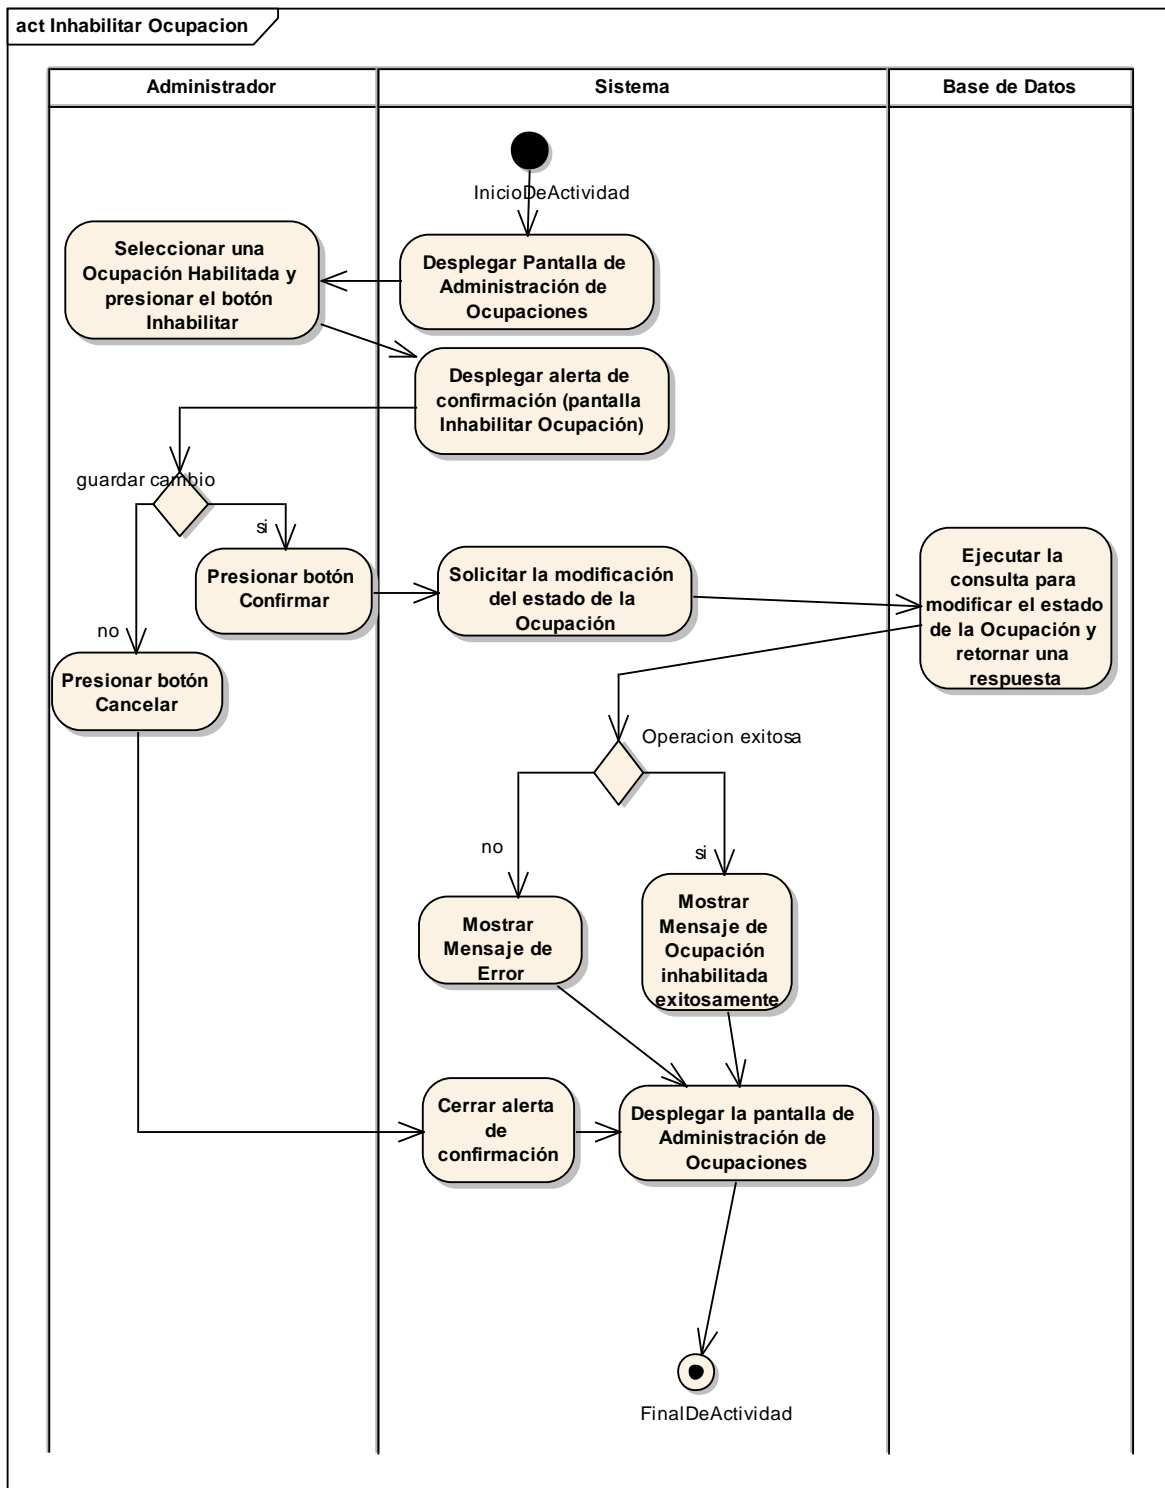 act Inhabilitar Ocupacion
Administrador
Sistema
Base de Datos
InicioDeActividad
Seleccionar una
Ocupación Habilitada y
presionar el botón
Inhabilitar
Desplegar Pantalla de
Administración de
Ocupaciones
Desplegar alerta de
confirmación (pantalla
Inhabilitar Ocupación)
guardar cambio
si
no
Presionar botón
Confirmar
Solicitar la modificación
del estado de la
Ocupación
Ejecutar la
consulta para
modificar el estado
de la Ocupación y
retornar una
respuesta
Presionar botón
Cancelar
Operacion exitosa
no
si
Mostrar
Mensaje de
Error
Mostrar
Mensaje de
Ocupación
inhabilitada
exitosamente
Cerrar alerta
de
confirmación
Desplegar la pantalla de
Administración de
Ocupaciones
FinalDeActividad